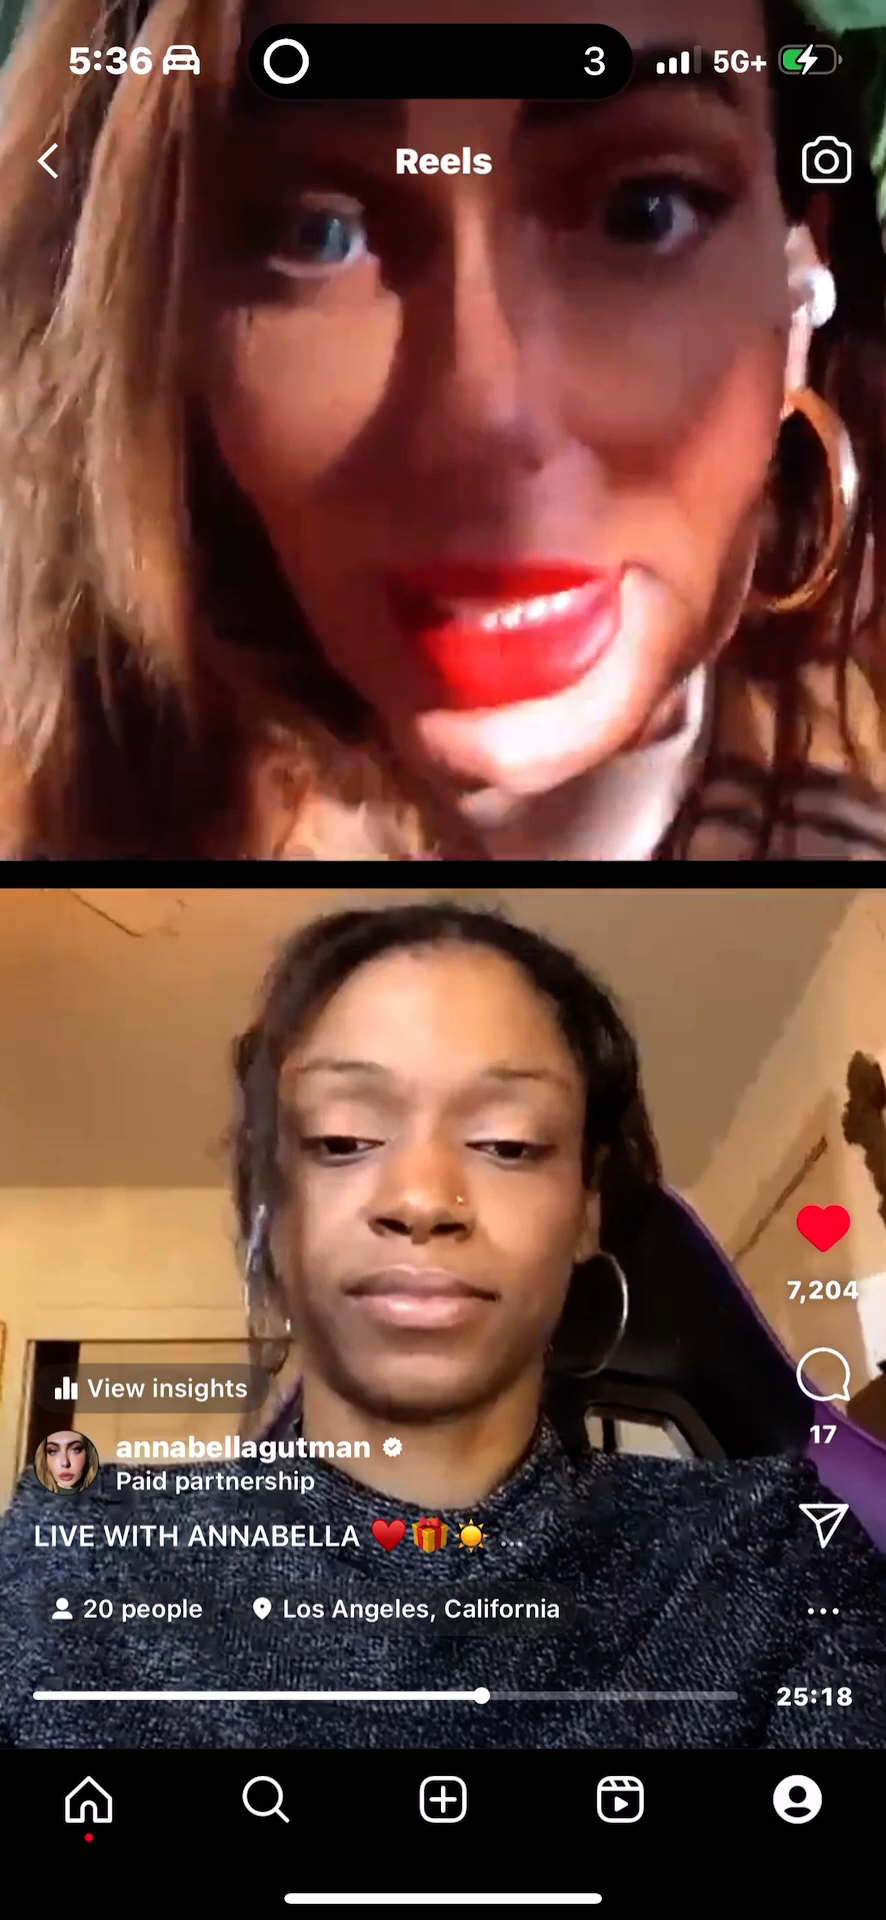 5:36
3
5G+
Reels
7,204
View insights
17
annabellagutman
Paid partnership
LIVE WITH ANNABELLA ❤️🎁☀️ ...
20 people
Los Angeles, California
25:18